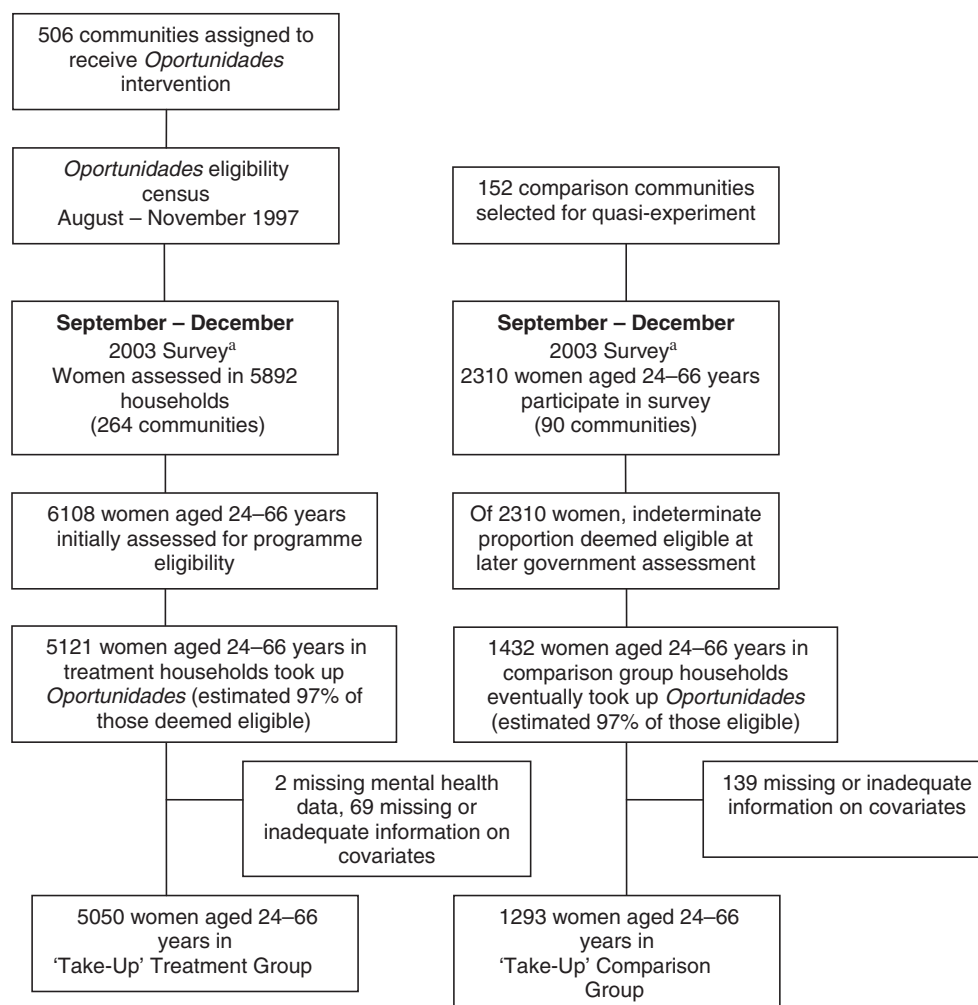 506 communities assigned to
receive Oportunidades
intervention
Oportunidades eligibility
census
August – November 1997
152 comparison communities
selected for quasi-experiment
September – December
2003 Surveyᵃ
Women assessed in 5892
households
(264 communities)
September – December
2003 Surveyᵃ
2310 women aged 24–66 years
participate in survey
(90 communities)
6108 women aged 24–66 years
initially assessed for programme
eligibility
Of 2310 women, indeterminate
proportion deemed eligible at
later government assessment
5121 women aged 24–66 years in
treatment households took up
Oportunidades (estimated 97% of
those deemed eligible)
1432 women aged 24–66 years in
comparison group households
eventually took up Oportunidades
(estimated 97% of those eligible)
2 missing mental health
data, 69 missing or
inadequate information on
covariates
139 missing or inadequate
information on covariates
5050 women aged 24–66
years in
‘Take-Up’ Treatment Group
1293 women aged 24–66
years in
‘Take-Up’ Comparison
Group